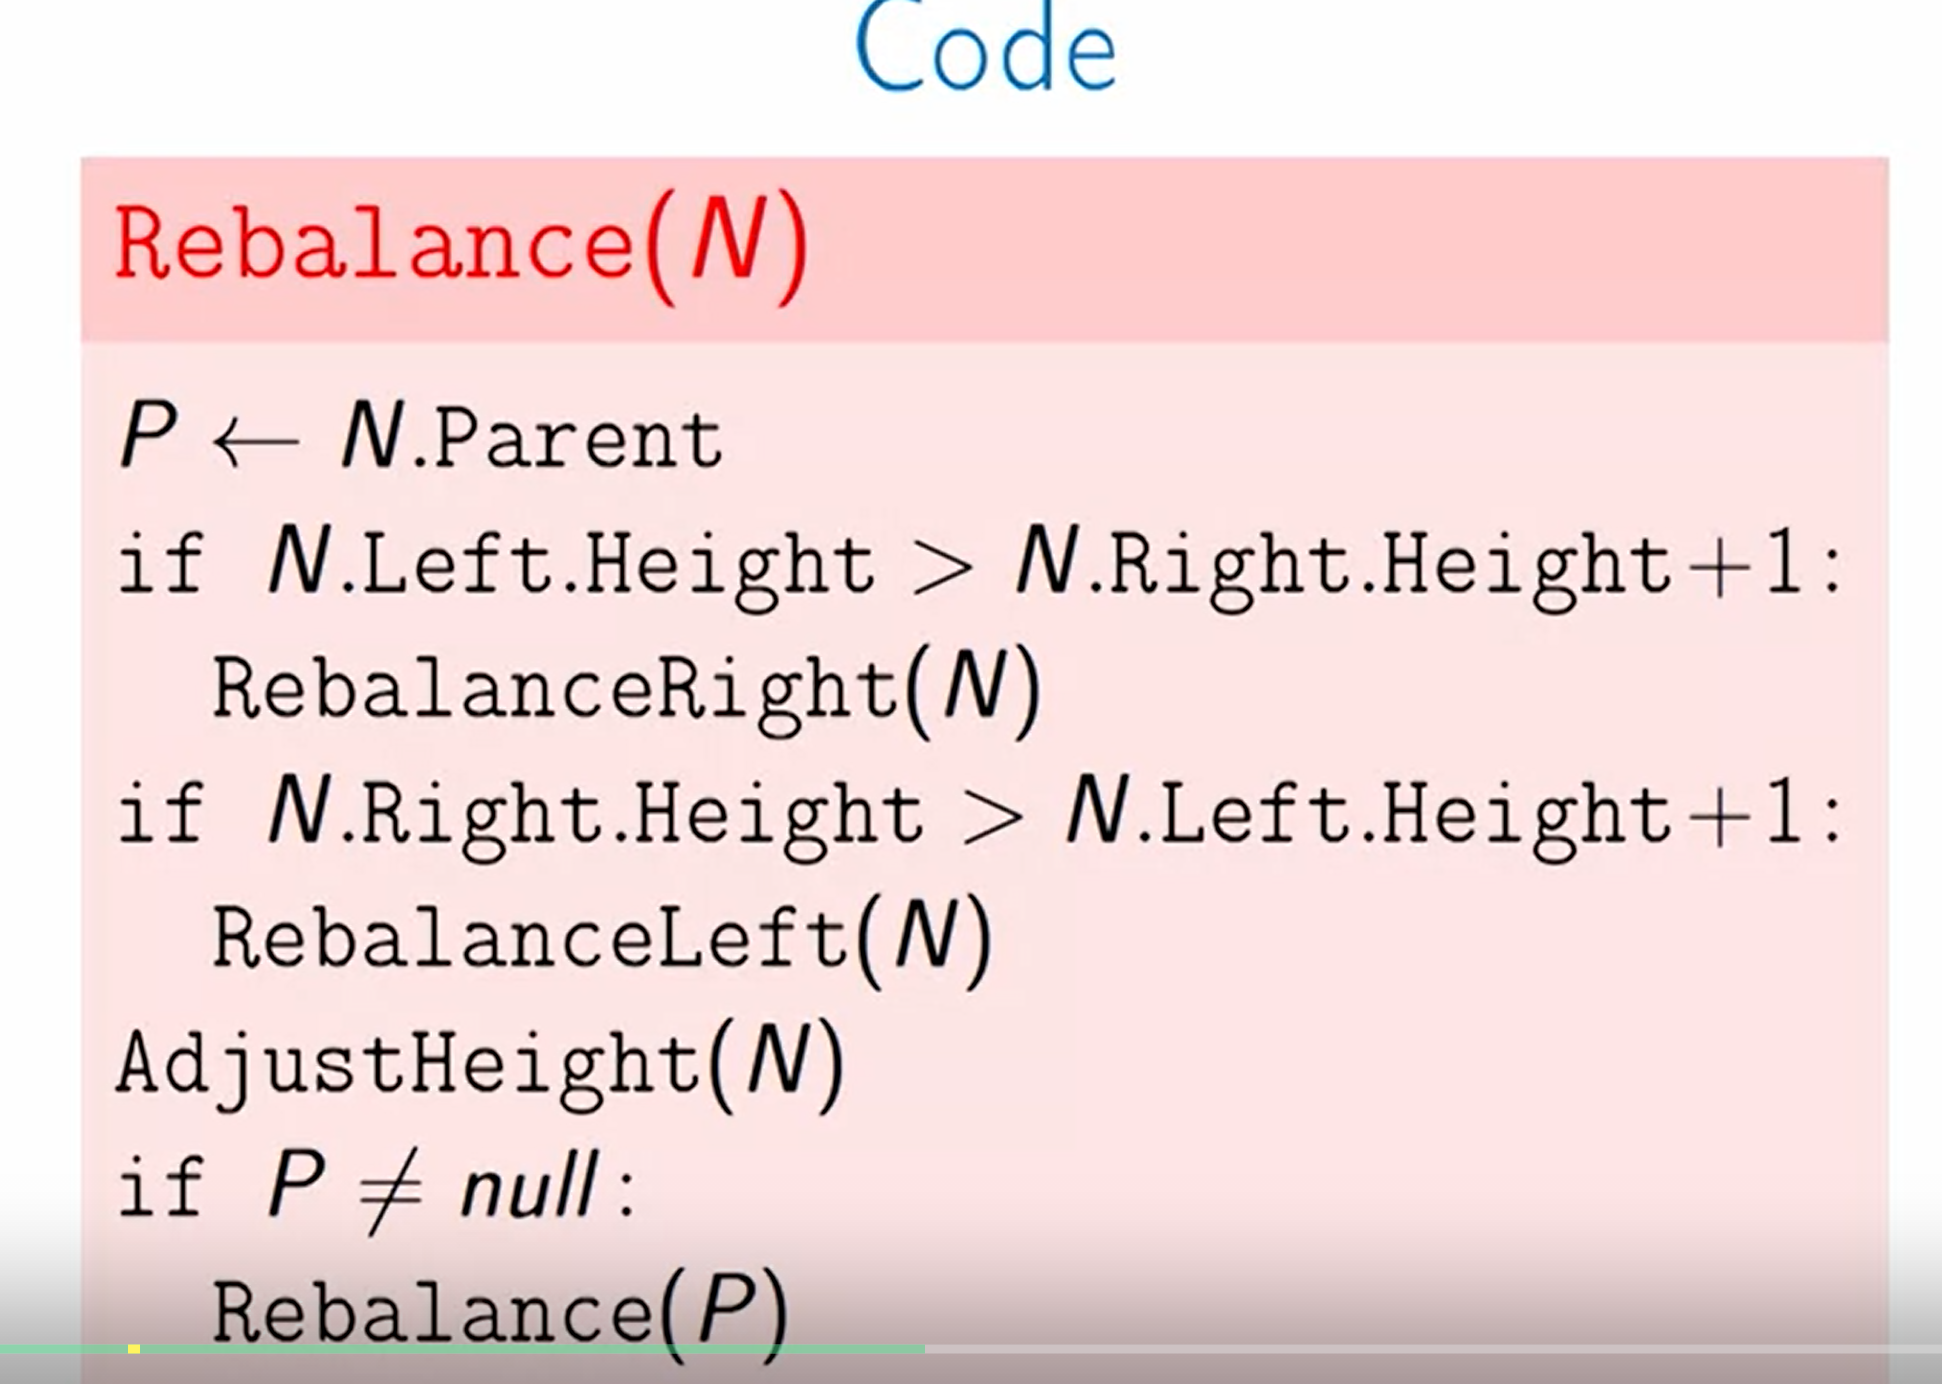 Code
Rebalance(N)
P ← N.Parent
if N.Left.Height > N.Right.Height+1:
RebalanceRight(N)
if N.Right.Height > N.Left.Height+1:
RebalanceLeft(N)
AdjustHeight(N)
if P ≠ null:
Rebalance(P)